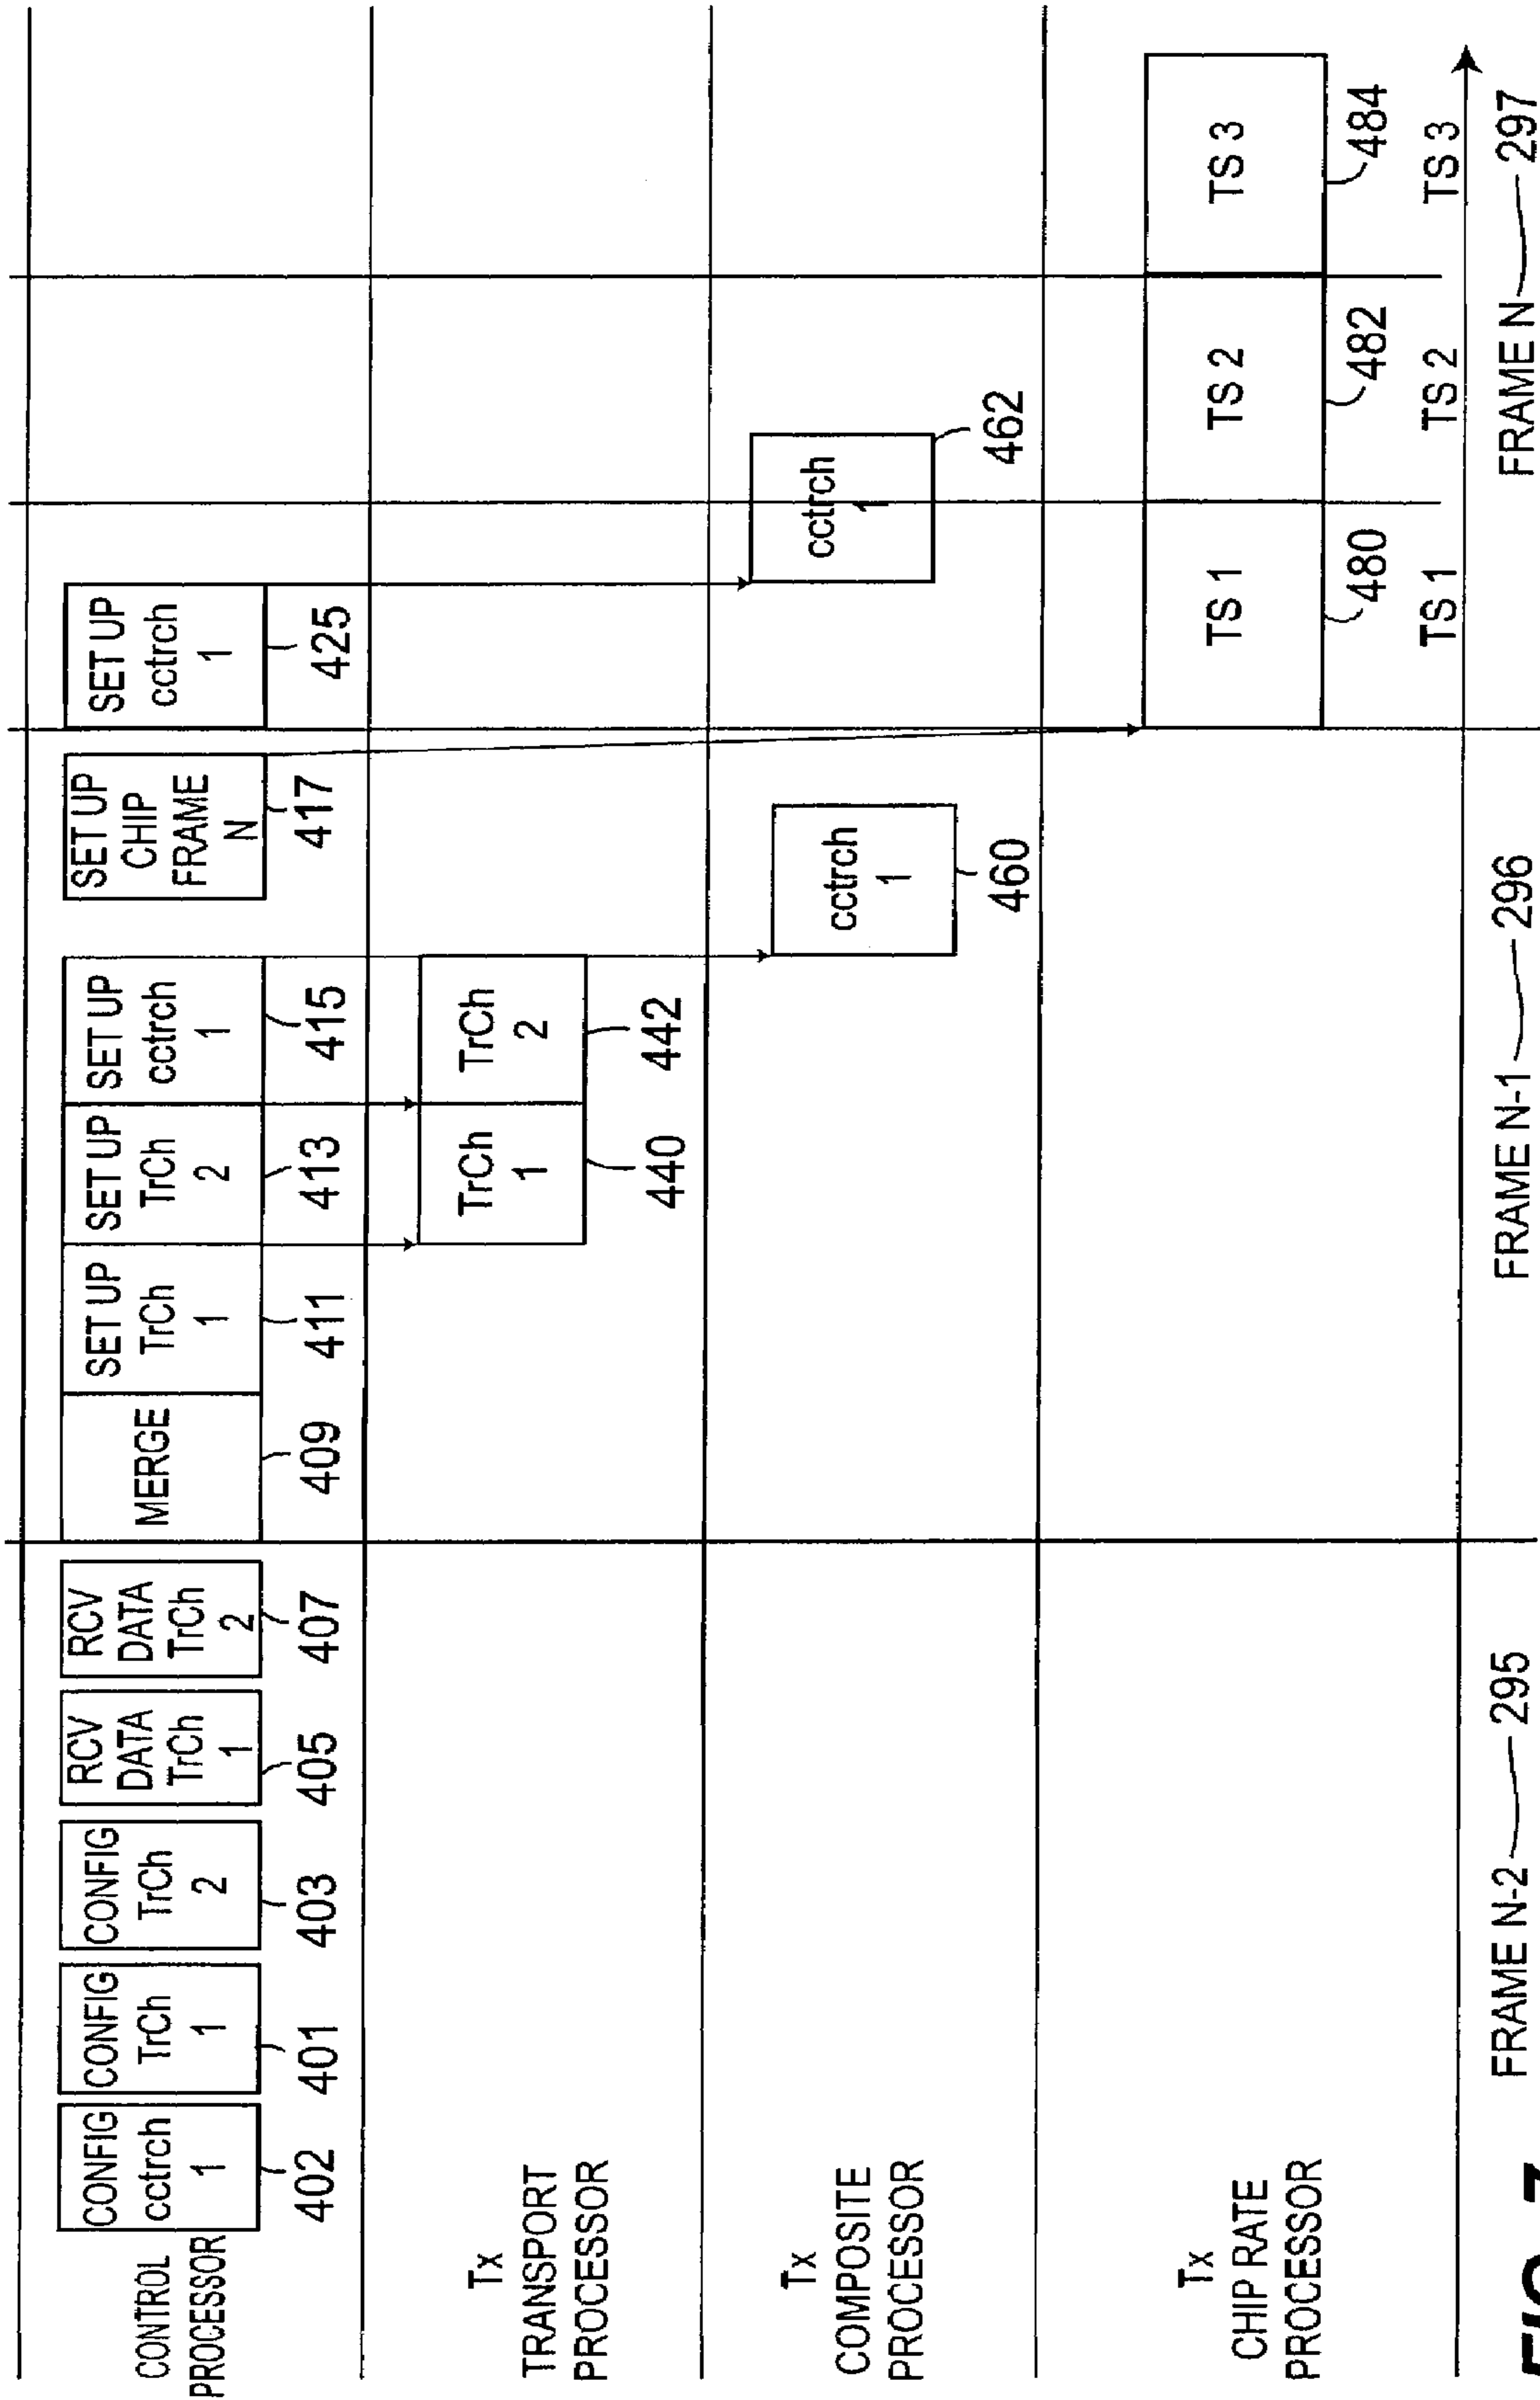 CONTROL
PROCESSOR
CONFIG
cctrch
1
402
CONFIG
TrCh
1
401
CONFIG
TrCh
2
403
RCV
DATA
TrCh
1
405
RCV
DATA
TrCh
2
407
MERGE
409
SET UP
TrCh
1
411
SET UP
TrCh
2
413
SET UP
cctrch
1
415
SET UP
CHIP
FRAME
N
417
SET UP
cctrch
1
425
Tx
TRANSPORT
PROCESSOR
TrCh
1
440
TrCh
2
442
Tx
COMPOSITE
PROCESSOR
cctrch
1
460
cctrch
1
462
Tx
CHIP RATE
PROCESSOR
TS 1
480
TS 2
482
TS 3
484
TS 1
TS 2
TS 3
FRAME N-2 295
FRAME N-1 296
FRAME N 297